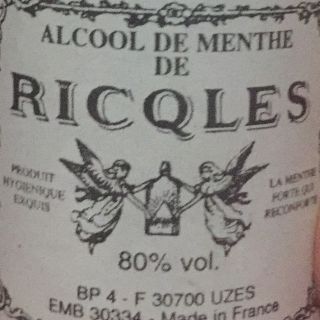 ALCOOL DE MENTHE
DE
RICQLES
PRODUIT
HYGIENIQUE
EXQUIS
LA MENTHE
FORTE QUI
RECONFORTE
80% vol.
BP 4 - F 30700 UZES
EMB 30334 - Made in France